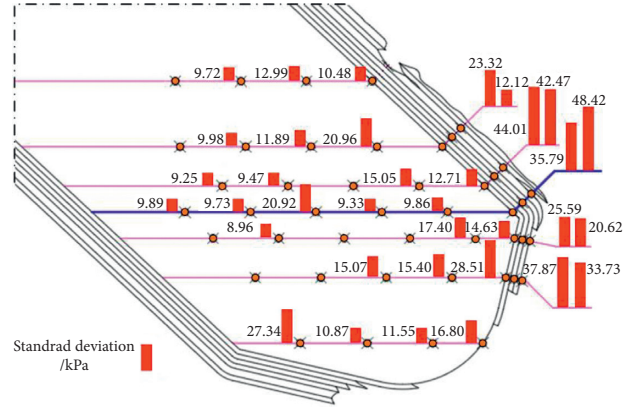 23.32
12.12 42.47
9.72 12.99 10.48
48.42
44.01
9.98 11.89 20.96
35.79
9.25 9.47 15.05 12.71
9.89 9.73 20.92 9.33 9.86
25.59
20.62
8.96 17.40 14.63
15.07 15.40 28.51 37.87 33.73
27.34 10.87 11.55 16.80
Standrad deviation
/kPa